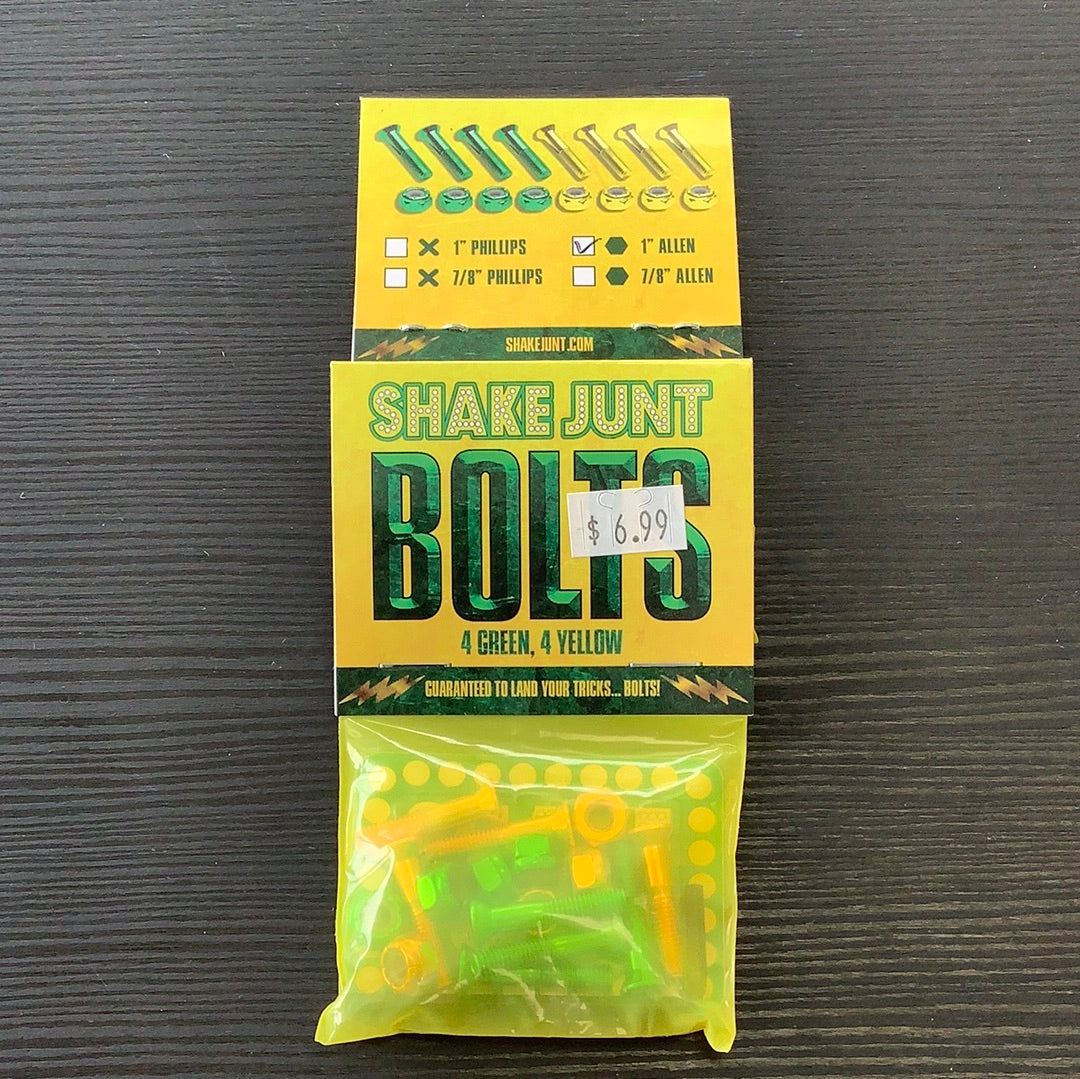 1" PHILLIPS 1" ALLEN
7/8" PHILLIPS 7/8" ALLEN
SHAKEJUNT.COM
SHAKE JUNT
BOLTS
$ 6.99
4 GREEN, 4 YELLOW
GUARANTEED TO LAND YOUR TRICKS... BOLTS!